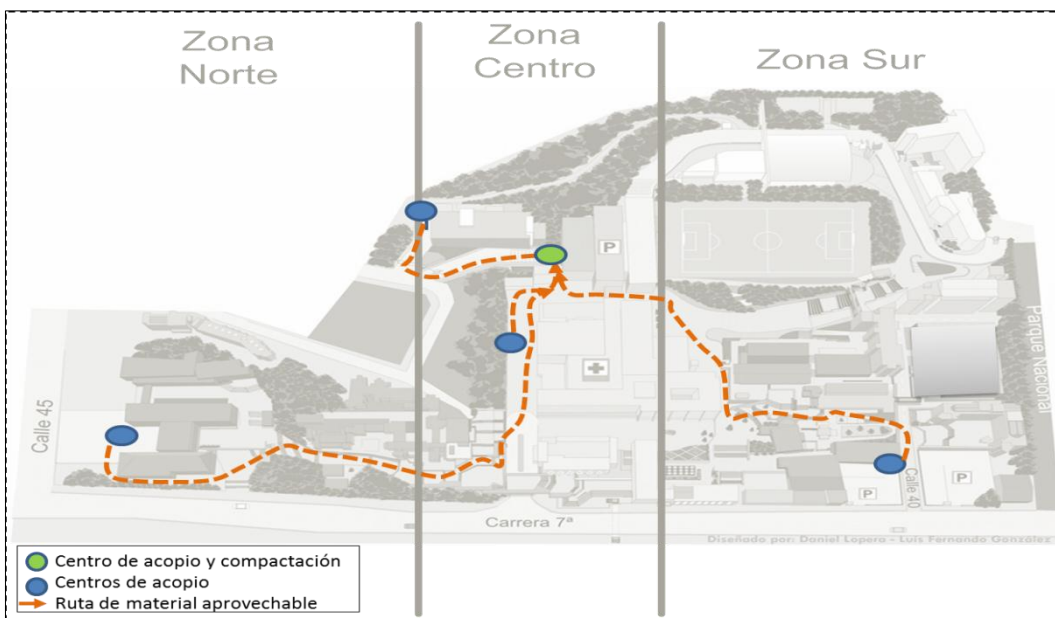 Zona
Norte
Zona
Centro
Zona Sur
P
Parque Nacional
Calle 45
Calle 40
P
P
Carrera 7ª
Diseñado por: Daniel Lopera - Luis Fernando González
Centro de acopio y compactación
Centros de acopio
Ruta de material aprovechable